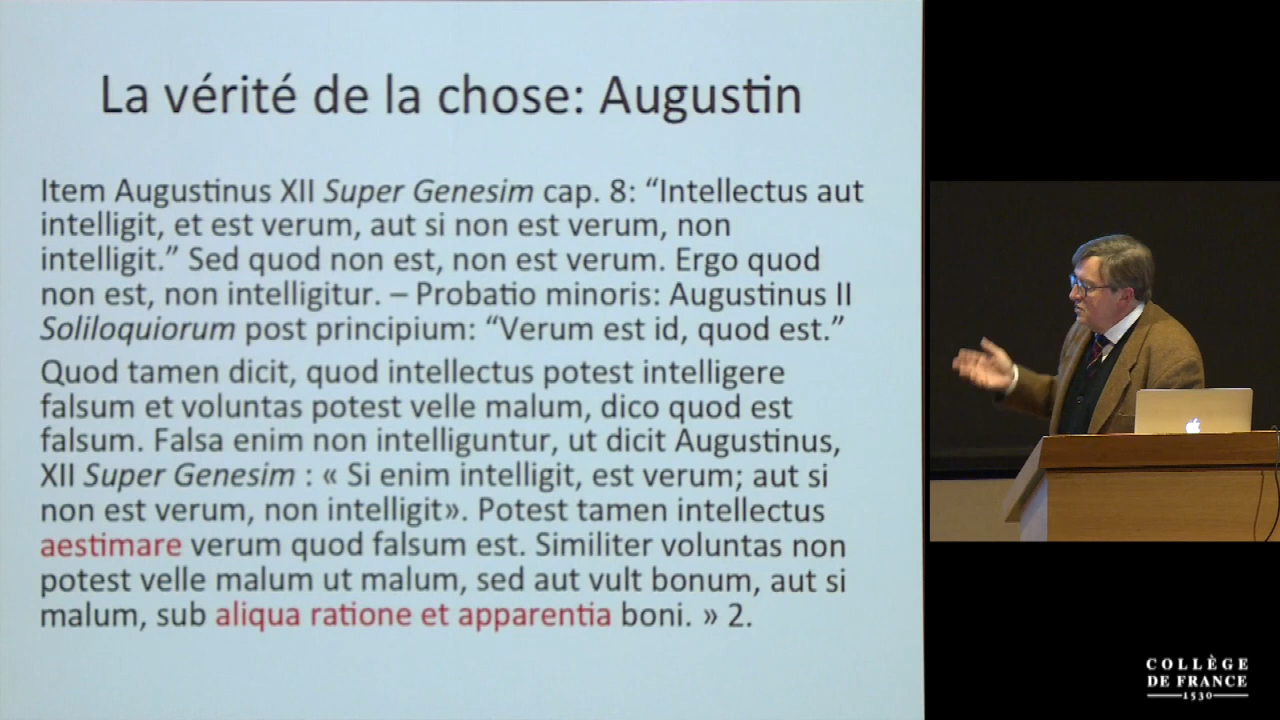 La vérité de la chose: Augustin
Item Augustinus XII Super Genesim cap. 8: “Intellectus aut
intelligit, et est verum, aut si non est verum, non
intelligit.” Sed quod non est, non est verum. Ergo quod
non est, non intelligitur. – Probatio minoris: Augustinus II
Soliloquiorum post principium: “Verum est id, quod est.”
Quod tamen dicit, quod intellectus potest intelligere
falsum et voluntas potest velle malum, dico quod est
falsum. Falsa enim non intelliguntur, ut dicit Augustinus,
XII Super Genesim : « Si enim intelligit, est verum; aut si
non est verum, non intelligit». Potest tamen intellectus
aestimare verum quod falsum est. Similiter voluntas non
potest velle malum ut malum, sed aut vult bonum, aut si
malum, sub aliqua ratione et apparentia boni. » 2.
COLLÈGE
DE FRANCE
1530